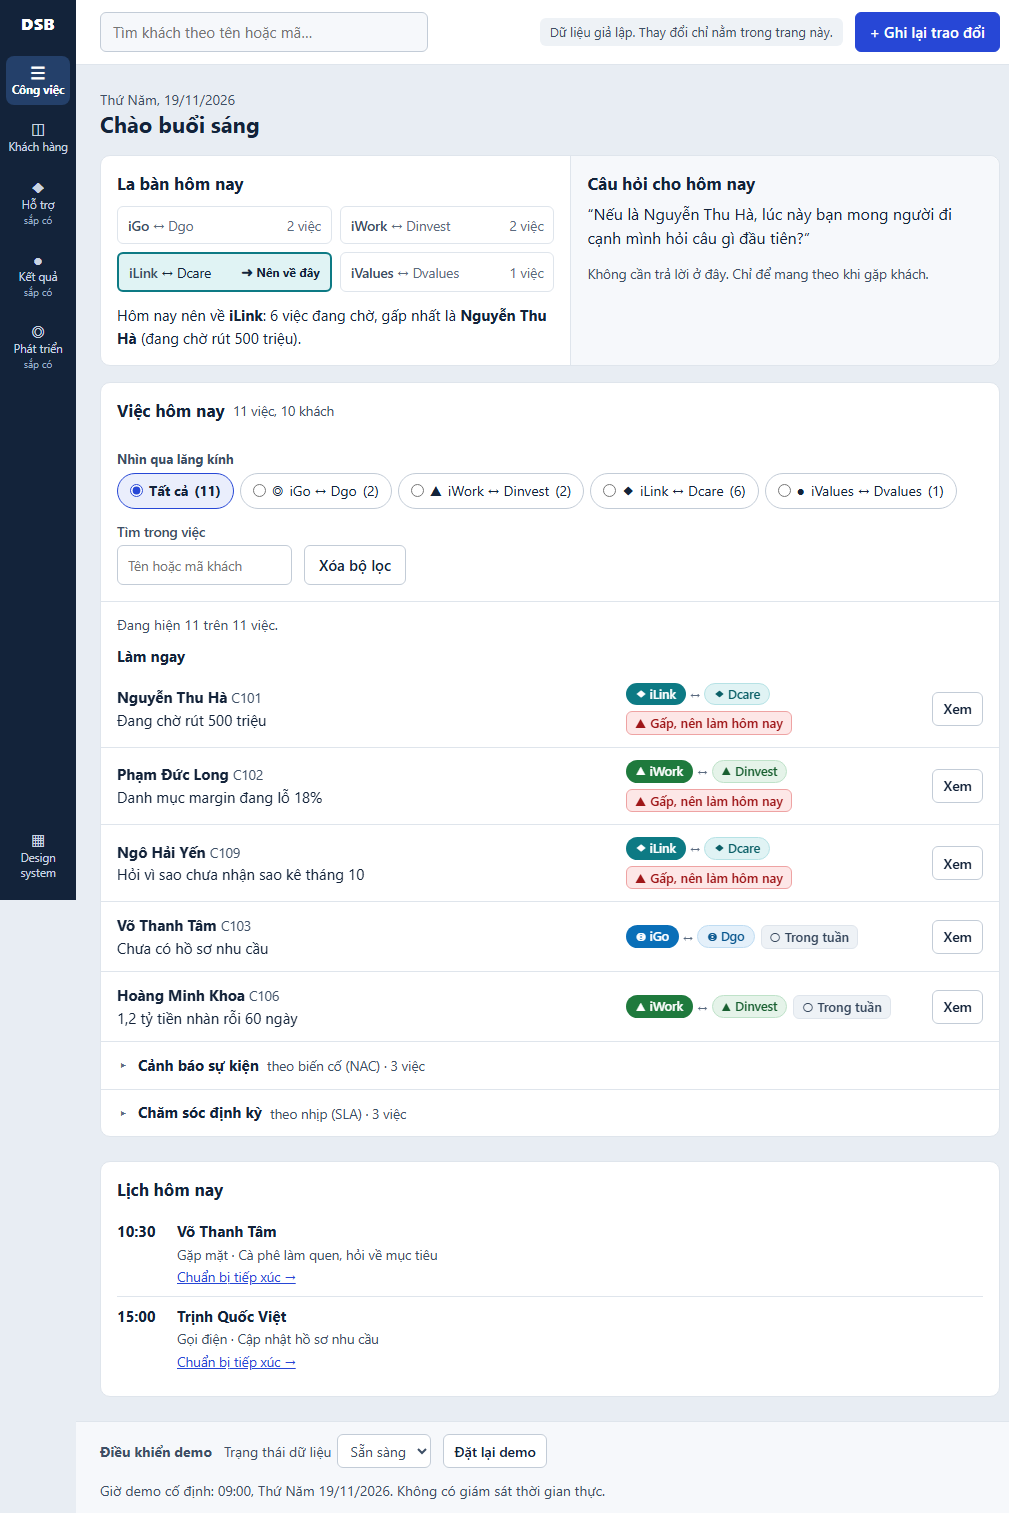 DSB
Công việc
Khách hàng
Hỗ trợ
sắp có
Kết quả
sắp có
Phát triển
sắp có
Design
system
Tìm khách theo tên hoặc mã...
Dữ liệu giả lập. Thay đổi chỉ nằm trong trang này.
+ Ghi lại trao đổi
Thứ Năm, 19/11/2026
Chào buổi sáng
La bàn hôm nay
iGo ↔ Dgo 2 việc
iWork ↔ Dinvest 2 việc
iLink ↔ Dcare ➔ Nên về đây
iValues ↔ Dvalues 1 việc
Hôm nay nên về iLink: 6 việc đang chờ, gấp nhất là Nguyễn Thu
Hà (đang chờ rút 500 triệu).
Câu hỏi cho hôm nay
“Nếu là Nguyễn Thu Hà, lúc này bạn mong người đi
cạnh mình hỏi câu gì đầu tiên?”
Không cần trả lời ở đây. Chỉ để mang theo khi gặp khách.
Việc hôm nay 11 việc, 10 khách
Nhìn qua lăng kính
Tất cả (11)
◎ iGo ↔ Dgo (2)
▲ iWork ↔ Dinvest (2)
◆ iLink ↔ Dcare (6)
● iValues ↔ Dvalues (1)
Tìm trong việc
Tên hoặc mã khách
Xóa bộ lọc
Đang hiện 11 trên 11 việc.
Làm ngay
Nguyễn Thu Hà C101
Đang chờ rút 500 triệu
◆ iLink ↔ ◆ Dcare
▲ Gấp, nên làm hôm nay
Xem
Phạm Đức Long C102
Danh mục margin đang lỗ 18%
▲ iWork ↔ ▲ Dinvest
▲ Gấp, nên làm hôm nay
Xem
Ngô Hải Yến C109
Hỏi vì sao chưa nhận sao kê tháng 10
◆ iLink ↔ ◆ Dcare
▲ Gấp, nên làm hôm nay
Xem
Võ Thanh Tâm C103
Chưa có hồ sơ nhu cầu
iGo ↔ Dgo ○ Trong tuần
Xem
Hoàng Minh Khoa C106
1,2 tỷ tiền nhàn rỗi 60 ngày
▲ iWork ↔ ▲ Dinvest ○ Trong tuần
Xem
▸ Cảnh báo sự kiện theo biến cố (NAC) · 3 việc
▸ Chăm sóc định kỳ theo nhịp (SLA) · 3 việc
Lịch hôm nay
10:30 Võ Thanh Tâm
Gặp mặt · Cà phê làm quen, hỏi về mục tiêu
Chuẩn bị tiếp xúc →
15:00 Trịnh Quốc Việt
Gọi điện · Cập nhật hồ sơ nhu cầu
Chuẩn bị tiếp xúc →
Điều khiển demo Trạng thái dữ liệu Sẵn sàng Đặt lại demo
Giờ demo cố định: 09:00, Thứ Năm 19/11/2026. Không có giám sát thời gian thực.